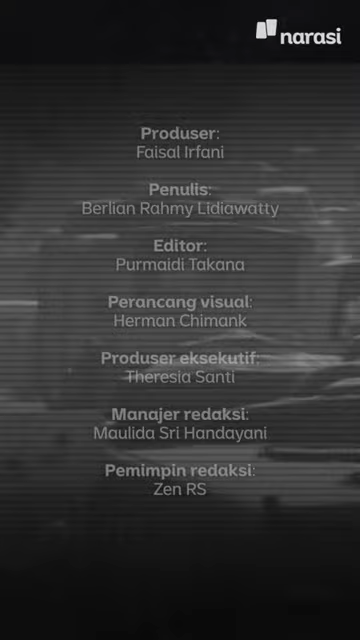 narasi
Produser:
Faisal Irfani
Penulis:
Berlian Rahmy Lidiawatty
Editor:
Purmaidi Takana
Perancang visual:
Herman Chimank
Produser eksekutif:
Theresia Santi
Manajer redaksi:
Maulida Sri Handayani
Pemimpin redaksi:
Zen RS